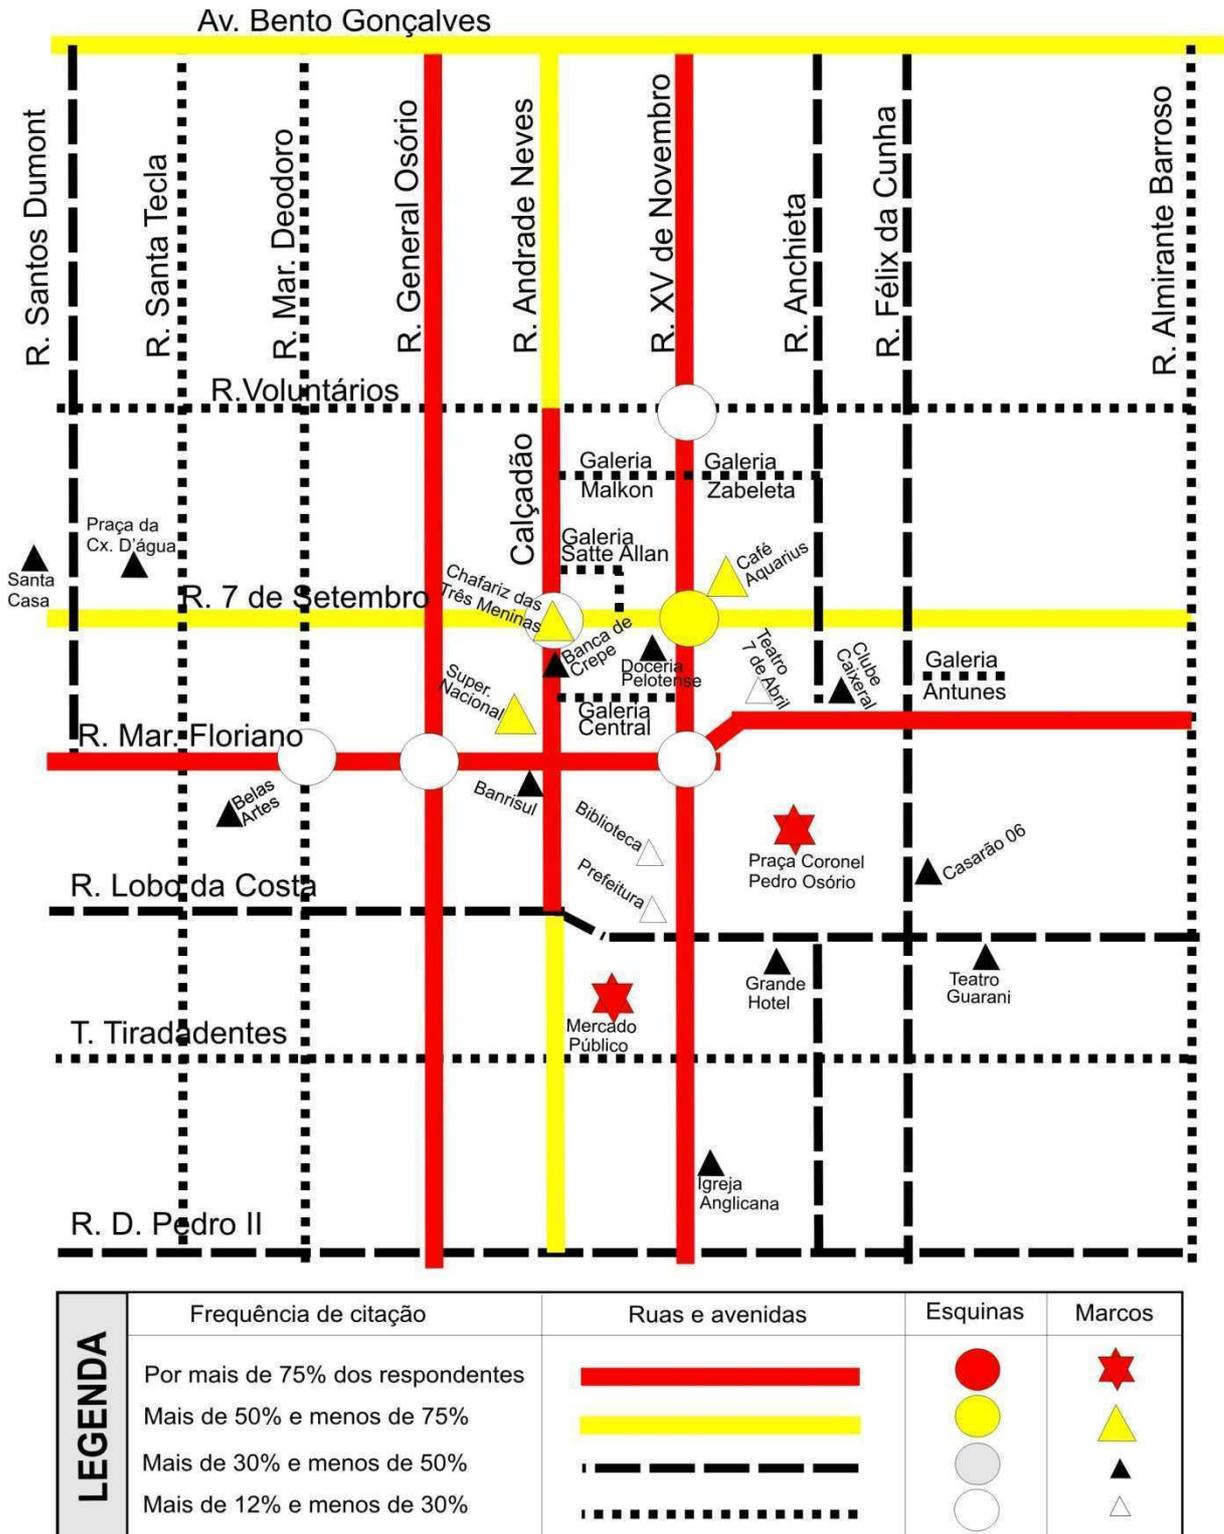 Av. Bento Gonçalves
R. Santos Dumont
R. Santa Tecla
R. Mar. Deodoro
R. General Osório
R. Andrade Neves
R. XV de Novembro
R. Anchieta
R. Félix da Cunha
R. Almirante Barroso
R.Voluntários
Calçadão
Galeria
Malkon
Galeria
Zabeleta
Galeria
Satte Allan
Praça da
Cx. D'água
Santa
Casa
Café
Aquarius
R. 7 de Setembro
Chafariz das
Três Meninas
Banca de
Crepe
Doceria
Pelotense
Teatro
7 de Abril
Clube
Caixeral
Galeria
Antunes
Super.
Nacional
Galeria
Central
R. Mar. Floriano
Belas
Artes
Banrisul
Biblioteca
Prefeitura
Praça Coronel
Pedro Osório
Casarão 06
R. Lobo da Costa
Grande
Hotel
Teatro
Guarani
Mercado
Público
T. Tiradadentes
Igreja
Anglicana
R. D. Pedro II
LEGENDA
Frequência de citação
Ruas e avenidas
Esquinas
Marcos
Por mais de 75% dos respondentes
Mais de 50% e menos de 75%
Mais de 30% e menos de 50%
Mais de 12% e menos de 30%